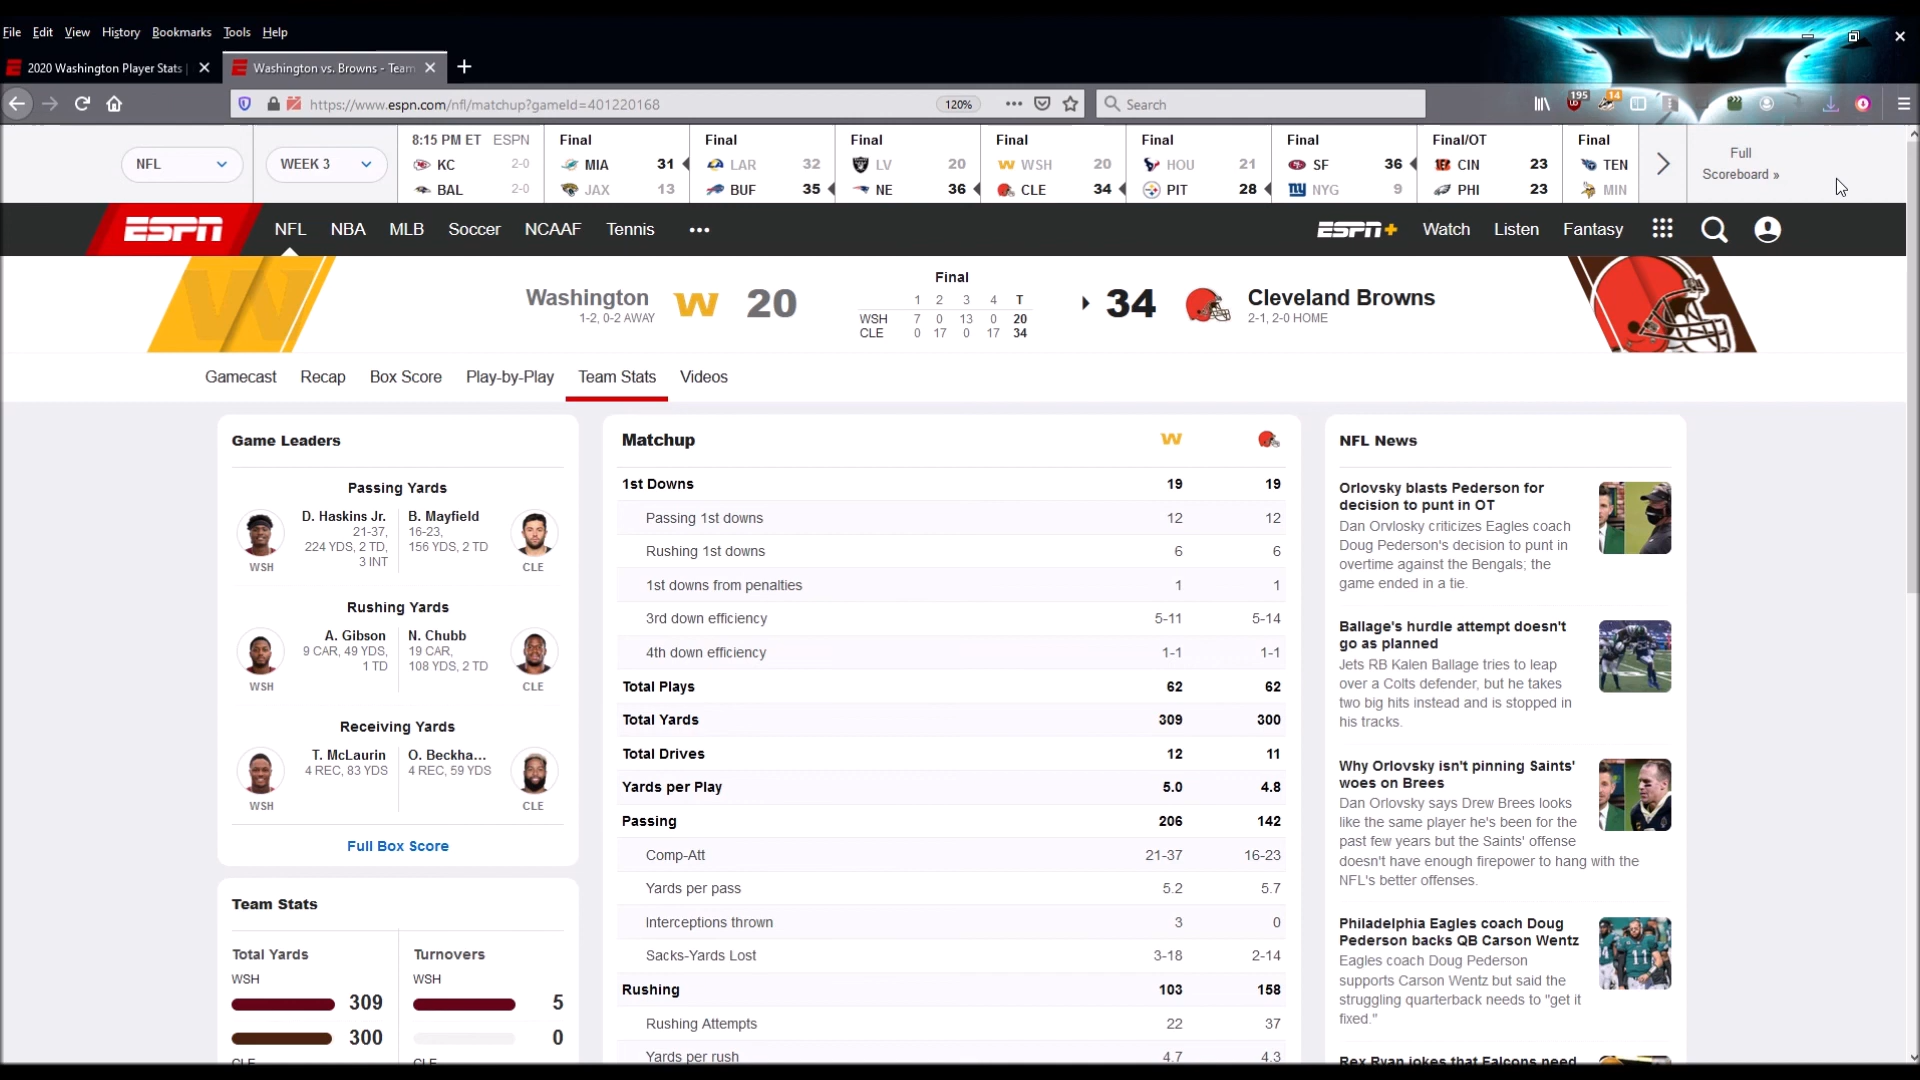 File Edit View History Bookmarks Tools Help
2020 Washington Player Stats
Washington vs. Browns - Team
https://www.espn.com/nfl/matchup?gameId=401220168
120%
Search
195
14
NFL
WEEK 3
8:15 PM ET ESPN
KC 2-0
BAL 2-0
Final
MIA 31
JAX 13
Final
LAR 32
BUF 35
Final
LV 20
NE 36
Final
WSH 20
CLE 34
Final
HOU 21
PIT 28
Final
SF 36
NYG 9
Final/OT
CIN 23
PHI 23
Final
TEN
MIN
Full
Scoreboard »
ESPN
NFL NBA MLB Soccer NCAAF Tennis •••
ESPN+ Watch Listen Fantasy
Washington
1-2, 0-2 AWAY
W
20
Final
1 2 3 4 T
WSH 7 0 13 0 20
CLE 0 17 0 17 34
34
Cleveland Browns
2-1, 2-0 HOME
Gamecast Recap Box Score Play-by-Play Team Stats Videos
Game Leaders
Passing Yards
D. Haskins Jr.
21-37,
224 YDS, 2 TD,
3 INT
WSH
B. Mayfield
16-23,
156 YDS, 2 TD
CLE
Rushing Yards
A. Gibson
9 CAR, 49 YDS,
1 TD
WSH
N. Chubb
19 CAR,
108 YDS, 2 TD
CLE
Receiving Yards
T. McLaurin
4 REC, 83 YDS
WSH
O. Beckha...
4 REC, 59 YDS
CLE
Full Box Score
Team Stats
Total Yards
WSH
309
300
CLE
Turnovers
WSH
5
0
CLE
Matchup W
1st Downs 19 19
Passing 1st downs 12 12
Rushing 1st downs 6 6
1st downs from penalties 1 1
3rd down efficiency 5-11 5-14
4th down efficiency 1-1 1-1
Total Plays 62 62
Total Yards 309 300
Total Drives 12 11
Yards per Play 5.0 4.8
Passing 206 142
Comp-Att 21-37 16-23
Yards per pass 5.2 5.7
Interceptions thrown 3 0
Sacks-Yards Lost 3-18 2-14
Rushing 103 158
Rushing Attempts 22 37
Yards per rush 4.7 4.3
NFL News
Orlovsky blasts Pederson for
decision to punt in OT
Dan Orvlosky criticizes Eagles coach
Doug Pederson's decision to punt in
overtime against the Bengals; the
game ended in a tie.
Ballage's hurdle attempt doesn't
go as planned
Jets RB Kalen Ballage tries to leap
over a Colts defender, but he takes
two big hits instead and is stopped in
his tracks.
Why Orlovsky isn't pinning Saints'
woes on Brees
Dan Orlovsky says Drew Brees looks
like the same player he's been for the
past few years but the Saints' offense
doesn't have enough firepower to hang with the
NFL's better offenses.
Philadelphia Eagles coach Doug
Pederson backs QB Carson Wentz
Eagles coach Doug Pederson
supports Carson Wentz but said the
struggling quarterback needs to "get it
fixed."
Rex Ryan jokes that Falcons need